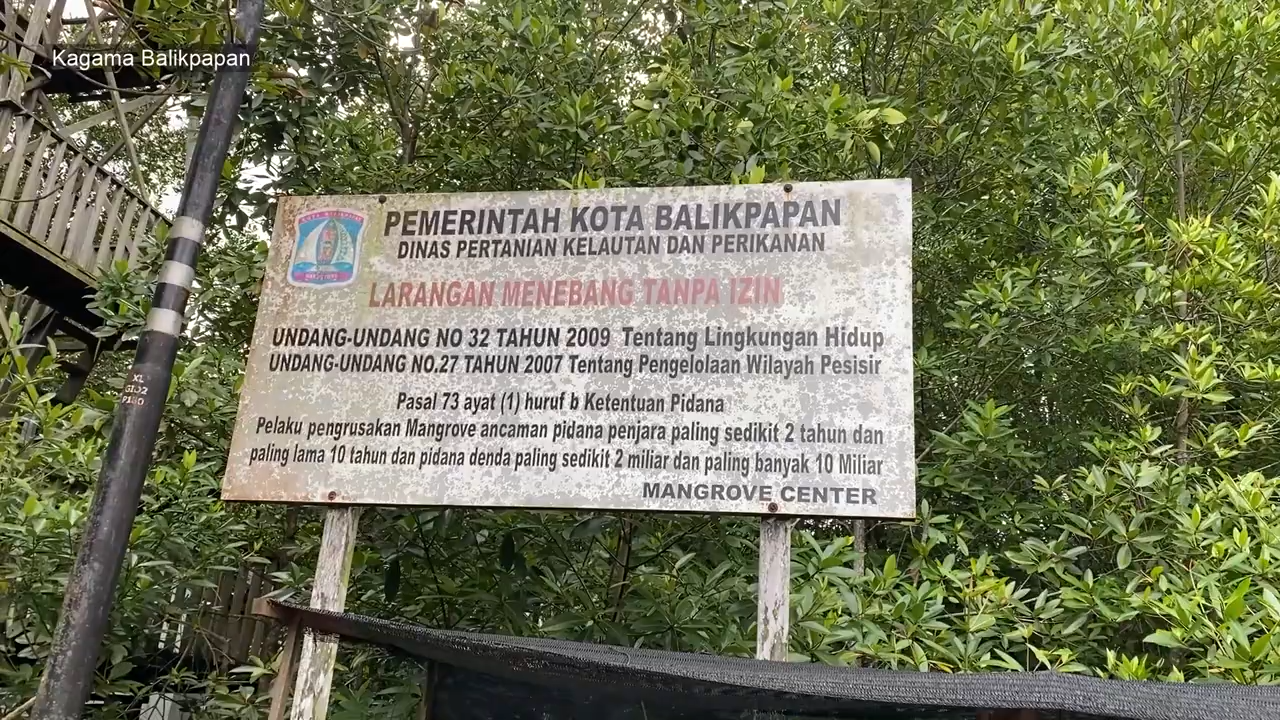 Kagama Balikpapan
PEMERINTAH KOTA BALIKPAPAN
DINAS PERTANIAN KELAUTAN DAN PERIKANAN
LARANGAN MENEBANG TANPA IZIN
UNDANG-UNDANG NO 32 TAHUN 2009 Tentang Lingkungan Hidup
UNDANG-UNDANG NO.27 TAHUN 2007 Tentang Pengelolaan Wilayah Pesisir
Pasal 73 ayat (1) huruf b Ketentuan Pidana
Pelaku pengrusakan Mangrove ancaman pidana penjara paling sedikit 2 tahun dan
paling lama 10 tahun dan pidana denda paling sedikit 2 miliar dan paling banyak 10 Miliar
MANGROVE CENTER
XL